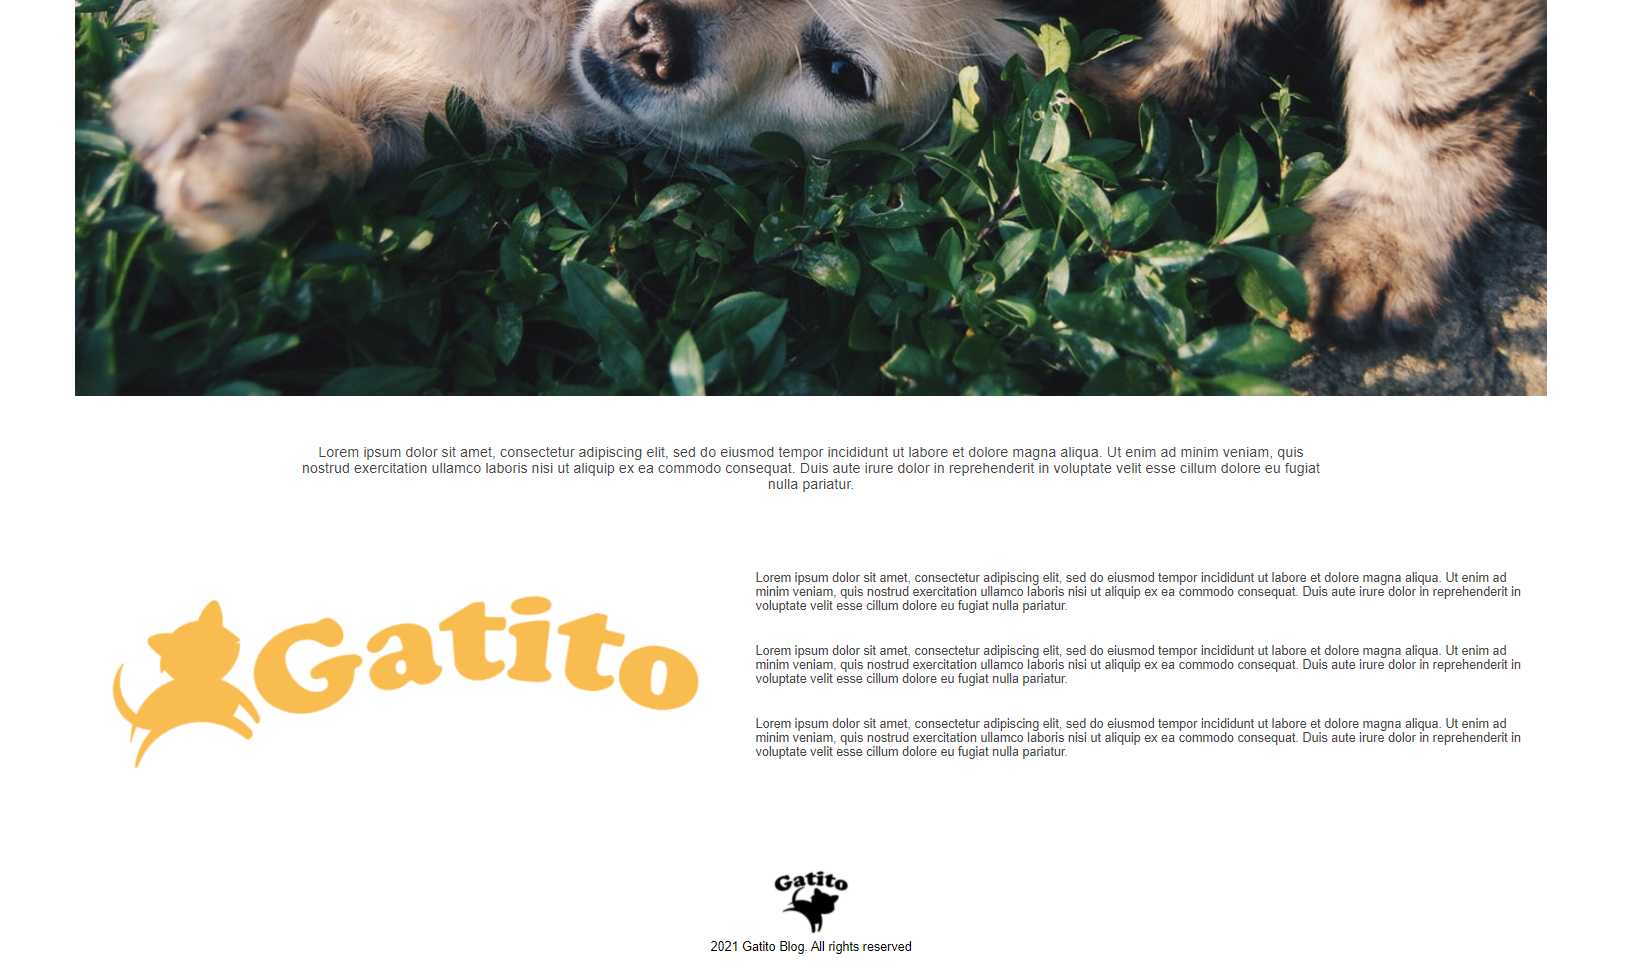 Lorem ipsum dolor sit amet, consectetur adipiscing elit, sed do eiusmod tempor incididunt ut labore et dolore magna aliqua. Ut enim ad minim veniam, quis
nostrud exercitation ullamco laboris nisi ut aliquip ex ea commodo consequat. Duis aute irure dolor in reprehenderit in voluptate velit esse cillum dolore eu fugiat
nulla pariatur.
Gatito
Lorem ipsum dolor sit amet, consectetur adipiscing elit, sed do eiusmod tempor incididunt ut labore et dolore magna aliqua. Ut enim ad
minim veniam, quis nostrud exercitation ullamco laboris nisi ut aliquip ex ea commodo consequat. Duis aute irure dolor in reprehenderit in
voluptate velit esse cillum dolore eu fugiat nulla pariatur.
Lorem ipsum dolor sit amet, consectetur adipiscing elit, sed do eiusmod tempor incididunt ut labore et dolore magna aliqua. Ut enim ad
minim veniam, quis nostrud exercitation ullamco laboris nisi ut aliquip ex ea commodo consequat. Duis aute irure dolor in reprehenderit in
voluptate velit esse cillum dolore eu fugiat nulla pariatur.
Lorem ipsum dolor sit amet, consectetur adipiscing elit, sed do eiusmod tempor incididunt ut labore et dolore magna aliqua. Ut enim ad
minim veniam, quis nostrud exercitation ullamco laboris nisi ut aliquip ex ea commodo consequat. Duis aute irure dolor in reprehenderit in
voluptate velit esse cillum dolore eu fugiat nulla pariatur.
Gatito
2021 Gatito Blog. All rights reserved